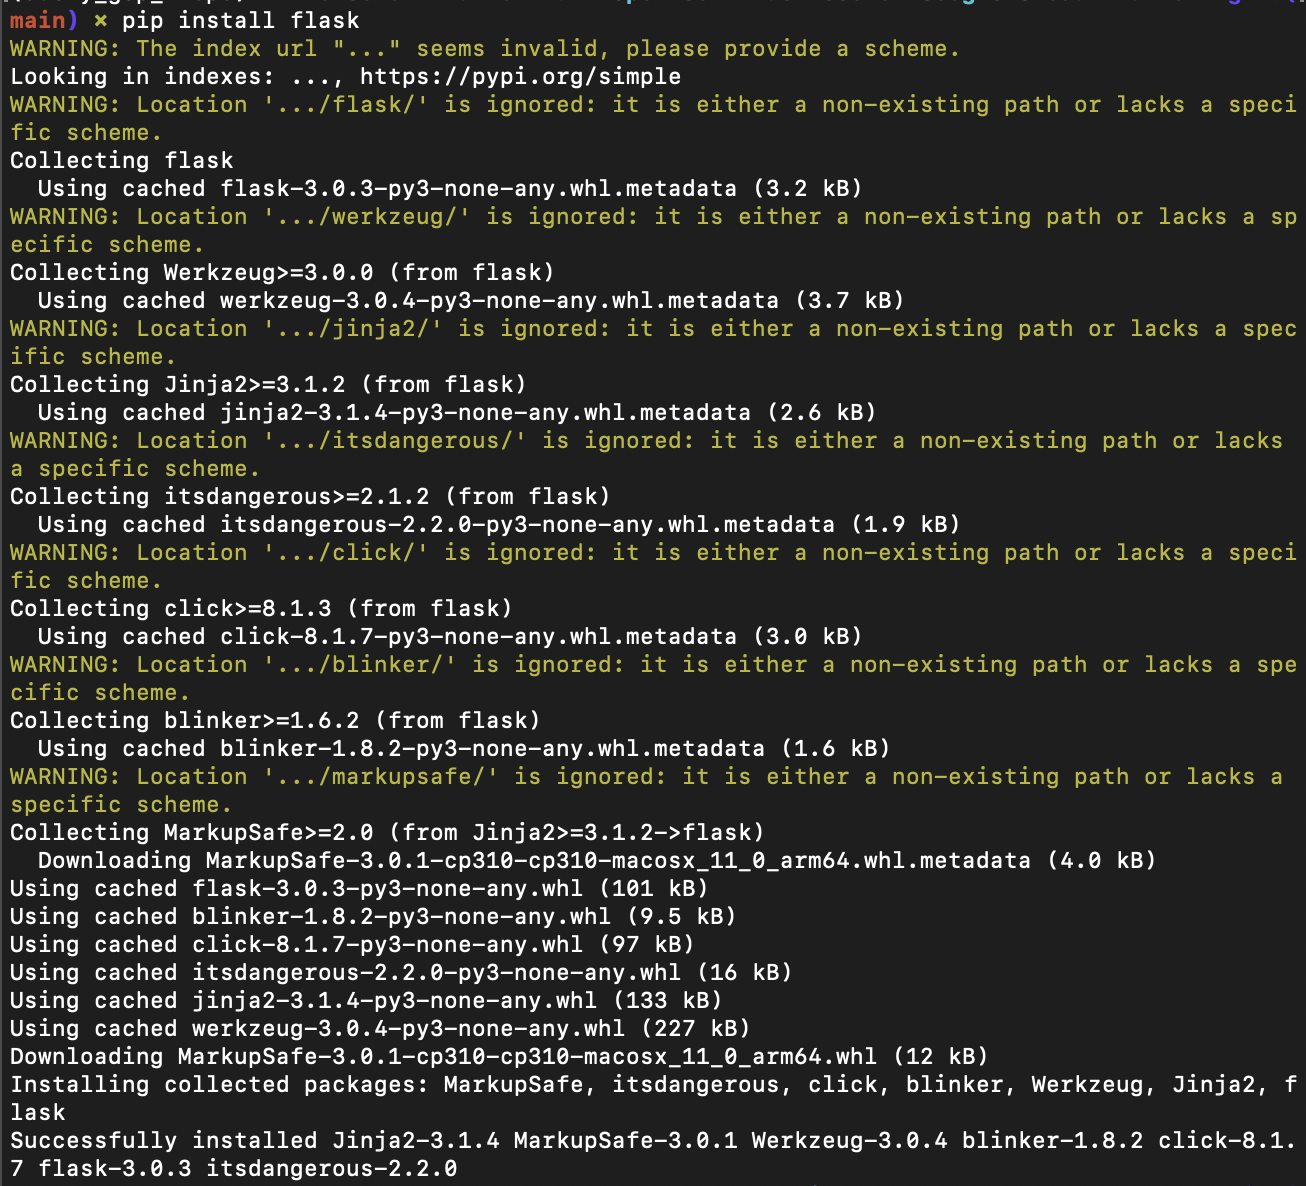 main) × pip install flask
WARNING: The index url "..." seems invalid, please provide a scheme.
Looking in indexes: ..., https://pypi.org/simple
WARNING: Location '.../flask/' is ignored: it is either a non-existing path or lacks a speci
fic scheme.
Collecting flask
  Using cached flask-3.0.3-py3-none-any.whl.metadata (3.2 kB)
WARNING: Location '.../werkzeug/' is ignored: it is either a non-existing path or lacks a sp
ecific scheme.
Collecting Werkzeug>=3.0.0 (from flask)
  Using cached werkzeug-3.0.4-py3-none-any.whl.metadata (3.7 kB)
WARNING: Location '.../jinja2/' is ignored: it is either a non-existing path or lacks a spec
ific scheme.
Collecting Jinja2>=3.1.2 (from flask)
  Using cached jinja2-3.1.4-py3-none-any.whl.metadata (2.6 kB)
WARNING: Location '.../itsdangerous/' is ignored: it is either a non-existing path or lacks
a specific scheme.
Collecting itsdangerous>=2.1.2 (from flask)
  Using cached itsdangerous-2.2.0-py3-none-any.whl.metadata (1.9 kB)
WARNING: Location '.../click/' is ignored: it is either a non-existing path or lacks a speci
fic scheme.
Collecting click>=8.1.3 (from flask)
  Using cached click-8.1.7-py3-none-any.whl.metadata (3.0 kB)
WARNING: Location '.../blinker/' is ignored: it is either a non-existing path or lacks a spe
cific scheme.
Collecting blinker>=1.6.2 (from flask)
  Using cached blinker-1.8.2-py3-none-any.whl.metadata (1.6 kB)
WARNING: Location '.../markupsafe/' is ignored: it is either a non-existing path or lacks a
specific scheme.
Collecting MarkupSafe>=2.0 (from Jinja2>=3.1.2->flask)
  Downloading MarkupSafe-3.0.1-cp310-cp310-macosx_11_0_arm64.whl.metadata (4.0 kB)
Using cached flask-3.0.3-py3-none-any.whl (101 kB)
Using cached blinker-1.8.2-py3-none-any.whl (9.5 kB)
Using cached click-8.1.7-py3-none-any.whl (97 kB)
Using cached itsdangerous-2.2.0-py3-none-any.whl (16 kB)
Using cached jinja2-3.1.4-py3-none-any.whl (133 kB)
Using cached werkzeug-3.0.4-py3-none-any.whl (227 kB)
Downloading MarkupSafe-3.0.1-cp310-cp310-macosx_11_0_arm64.whl (12 kB)
Installing collected packages: MarkupSafe, itsdangerous, click, blinker, Werkzeug, Jinja2, f
lask
Successfully installed Jinja2-3.1.4 MarkupSafe-3.0.1 Werkzeug-3.0.4 blinker-1.8.2 click-8.1.
7 flask-3.0.3 itsdangerous-2.2.0